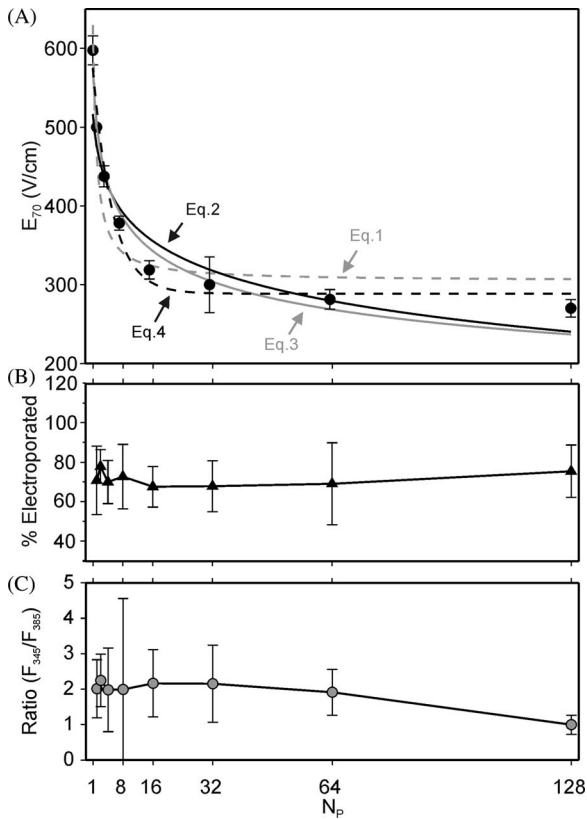 (A)
E70 (V/cm)
600
500
400
300
200
Eq.2
Eq.1
Eq.4
Eq.3
(B)
% Electroporated
120
100
80
60
40
(C)
Ratio (F345/F385)
5
4
3
2
1
0
1 8 16 32 64 128
NP